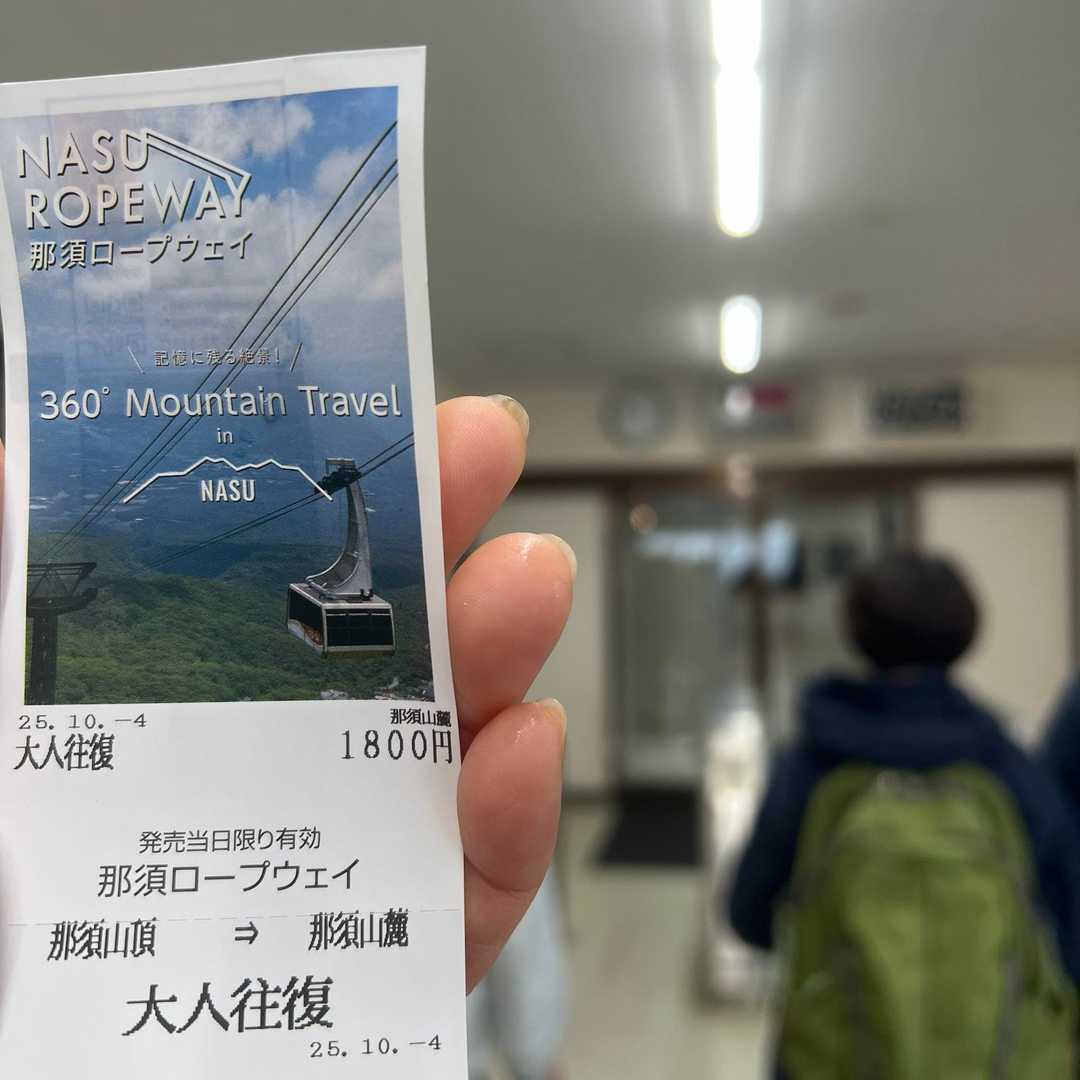 NASU
ROPEWAY
那須ロープウェイ
記憶に残る絶景!
360° Mountain Travel
in
NASU
25.10.-4
那須山麓
大人往復
1800円
発売当日限り有効
那須ロープウェイ
那須山頂 ⇒ 那須山麓
大人往復
25.10.-4